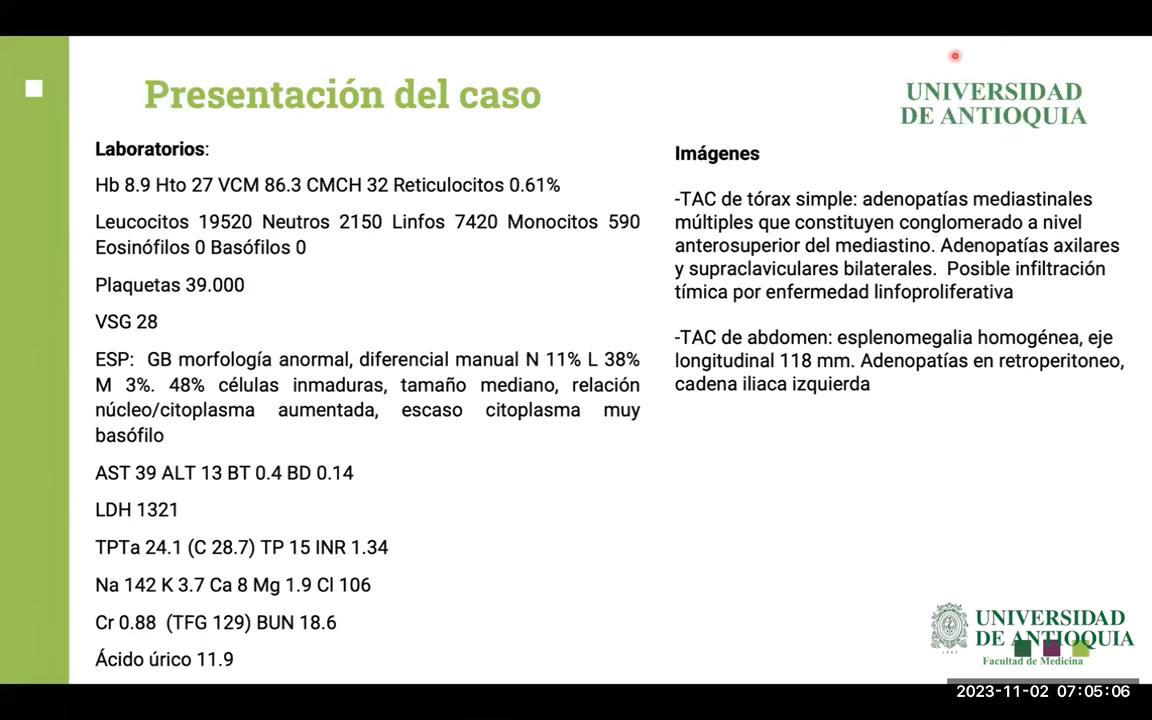 Presentación del caso
UNIVERSIDAD
DE ANTIOQUIA
Laboratorios:
Hb 8.9 Hto 27 VCM 86.3 CMCH 32 Reticulocitos 0.61%
Leucocitos 19520 Neutros 2150 Linfos 7420 Monocitos 590
Eosinófilos 0 Basófilos 0
Plaquetas 39.000
VSG 28
ESP: GB morfología anormal, diferencial manual N 11% L 38%
M 3%. 48% células inmaduras, tamaño mediano, relación
núcleo/citoplasma aumentada, escaso citoplasma muy
basófilo
AST 39 ALT 13 BT 0.4 BD 0.14
LDH 1321
TPTa 24.1 (C 28.7) TP 15 INR 1.34
Na 142 K 3.7 Ca 8 Mg 1.9 Cl 106
Cr 0.88 (TFG 129) BUN 18.6
Ácido úrico 11.9
Imágenes
-TAC de tórax simple: adenopatías mediastinales
múltiples que constituyen conglomerado a nivel
anterosuperior del mediastino. Adenopatías axilares
y supraclaviculares bilaterales. Posible infiltración
tímica por enfermedad linfoproliferativa
-TAC de abdomen: esplenomegalia homogénea, eje
longitudinal 118 mm. Adenopatías en retroperitoneo,
cadena iliaca izquierda
UNIVERSIDAD
DE ANTIOQUIA
Facultad de Medicina
2023-11-02 07:05:06